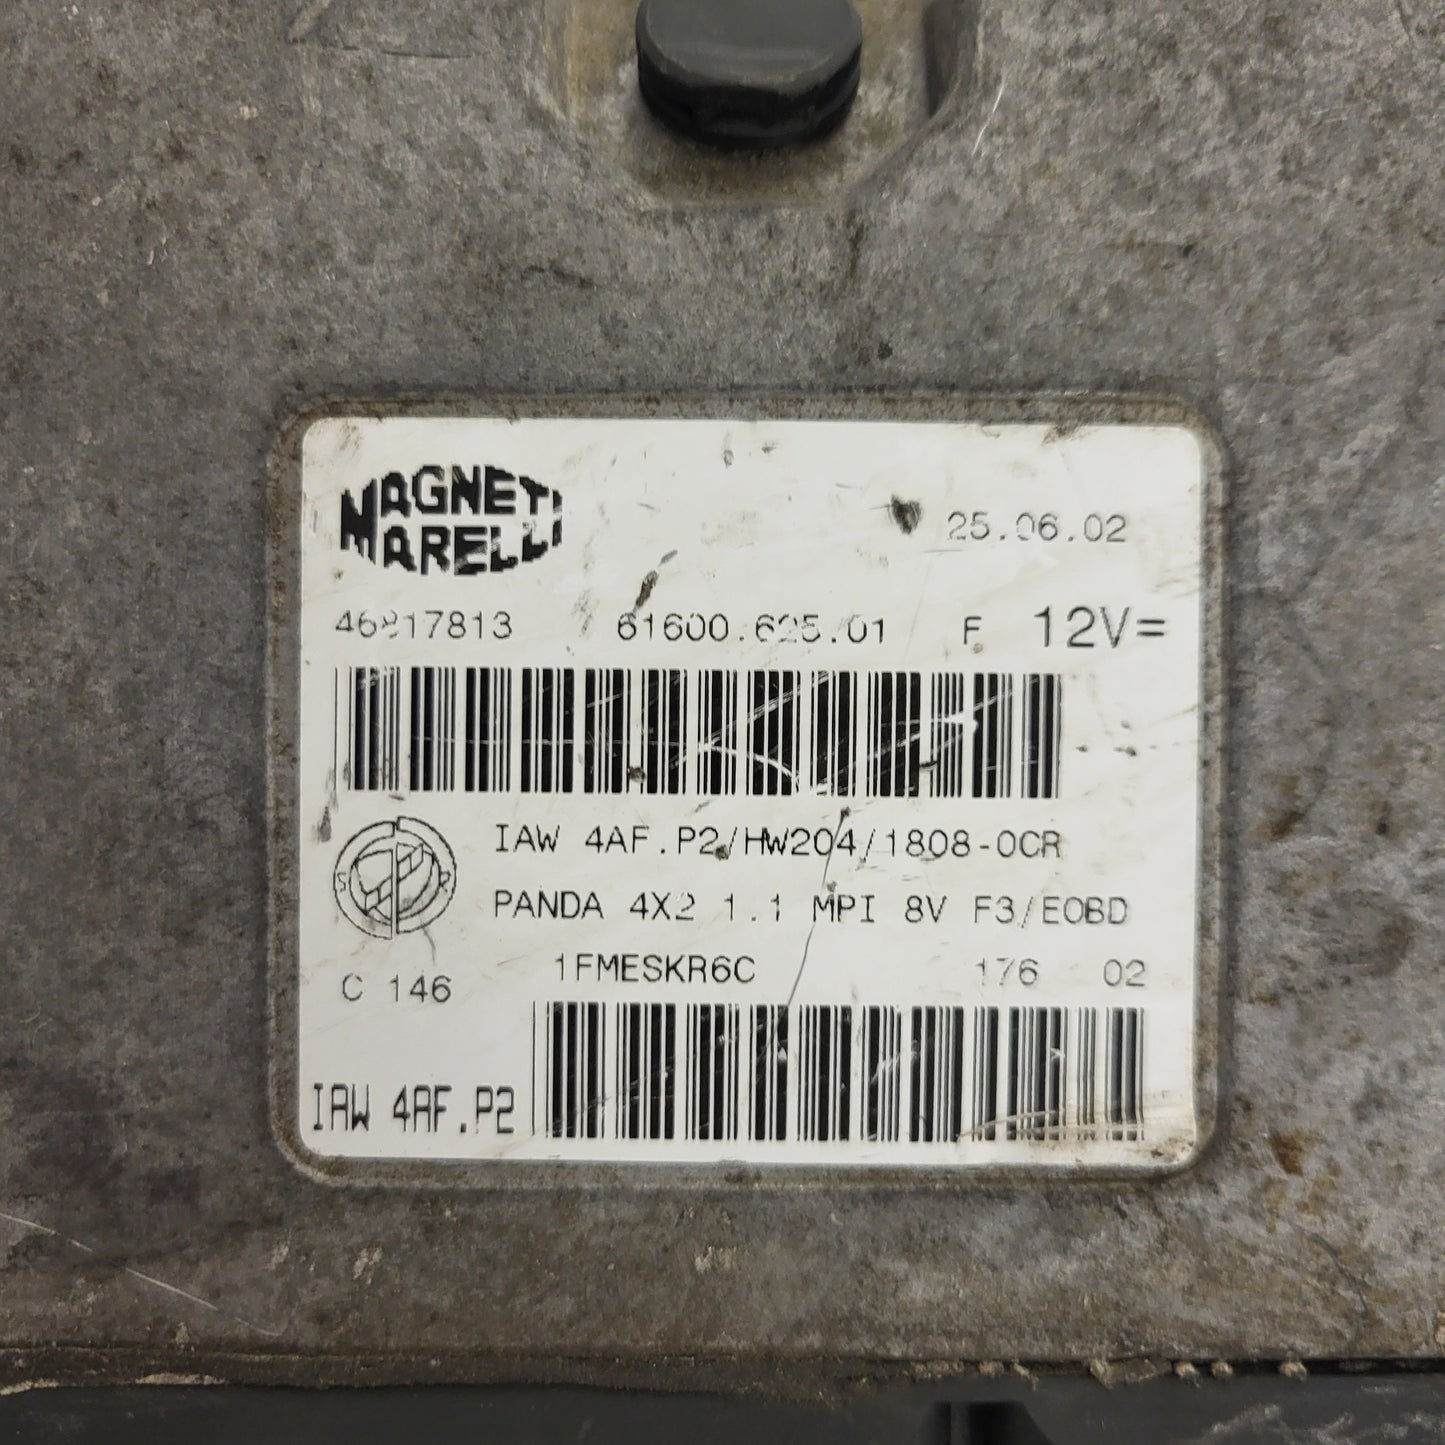 MAGNETI
MARELLI
25.06.02
46817813 61600.625.01 F 12V=
IAW 4AF.P2/HW204/1808-0CR
PANDA 4X2 1.1 MPI 8V F3/EOBD
1FMESKR6C 176 02
C 146
IAW 4AF.P2